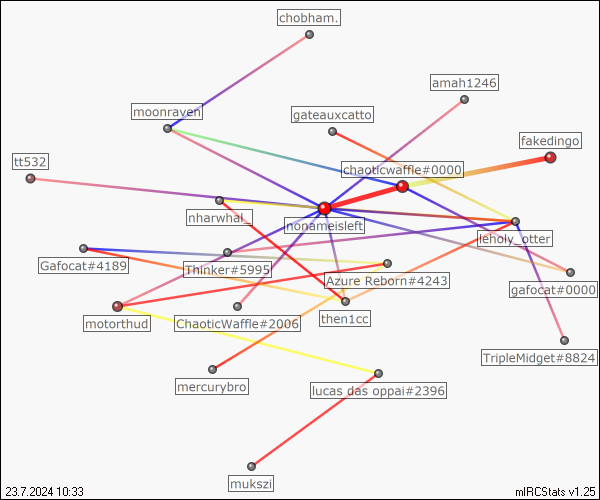 chobham.
amah1246
moonraven
gateauxcatto
fakedingo
tt532
chaoticwaffle#0000
nharwhal_
nonameisleft
leholy_otter
Gafocat#4189
Thinker#5995
Azure Reborn#4243
gafocat#0000
motorthud
ChaoticWaffle#2006
then1cc
TripleMidget#8824
mercurybro
lucas das oppai#2396
mukszi
23.7.2024 10:33
mIRCStats v1.25